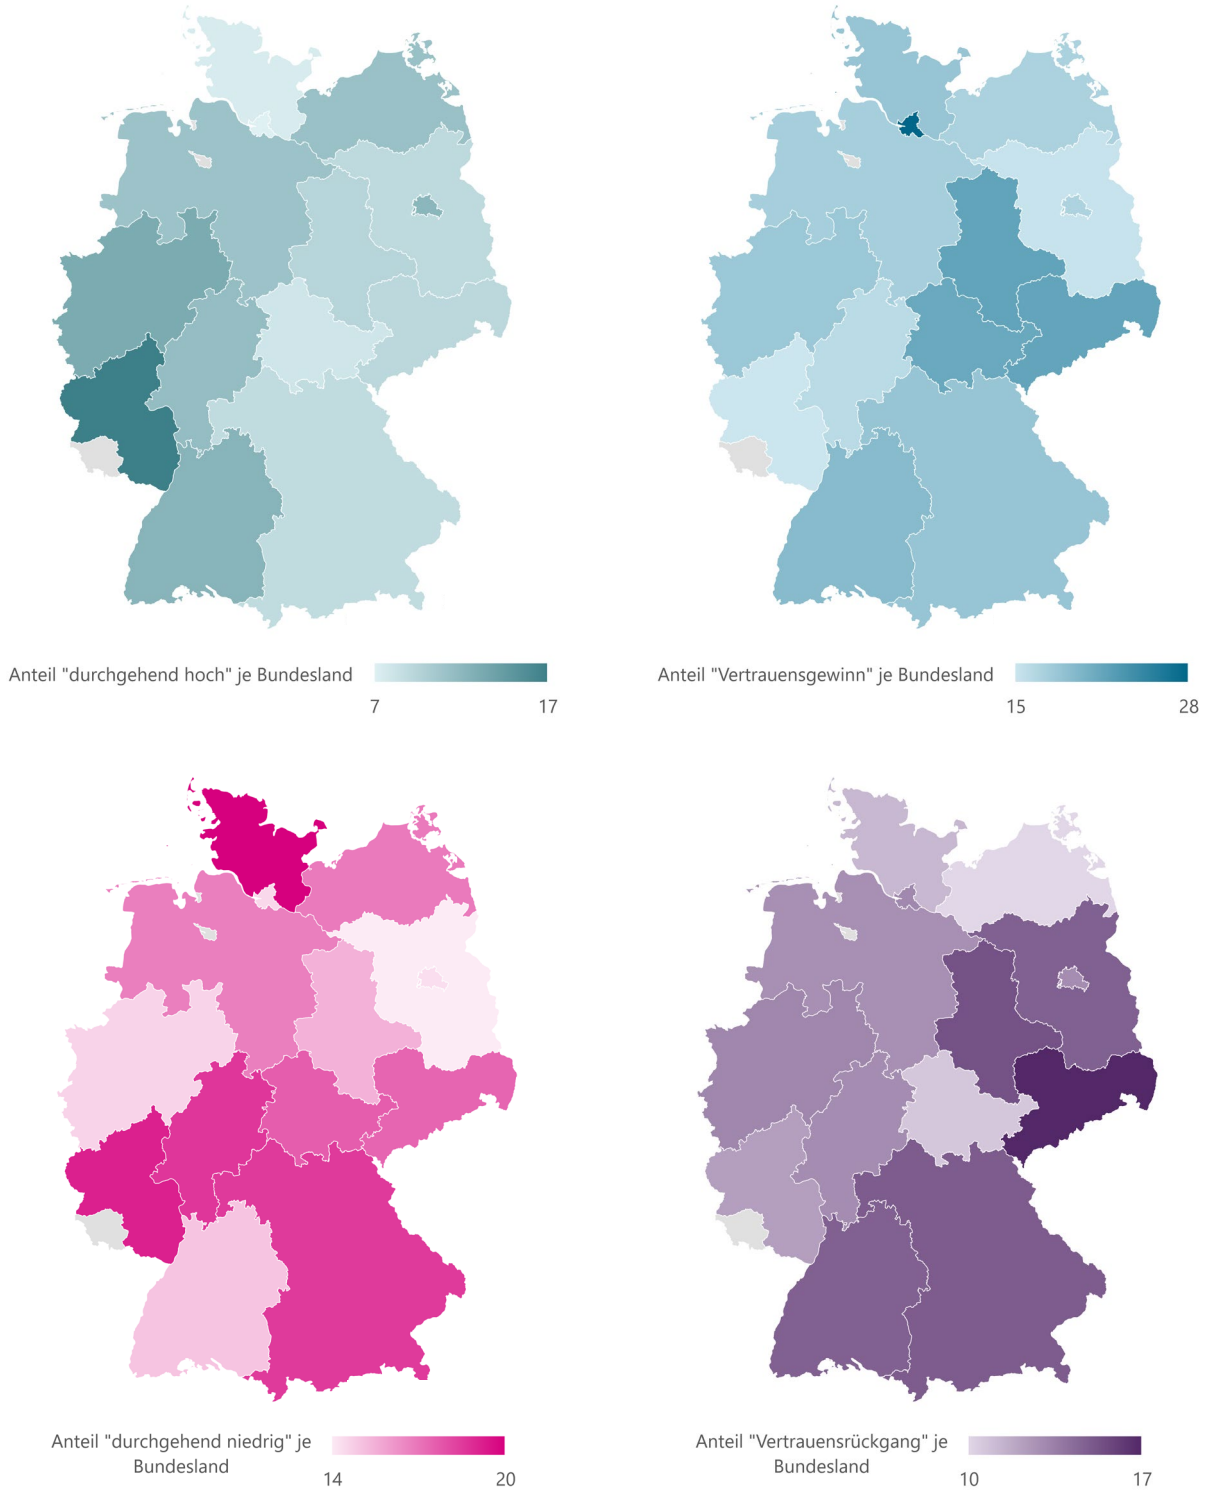 Anteil "durchgehend hoch" je Bundesland
7 17
Anteil "Vertrauensgewinn" je Bundesland
15 28
Anteil "durchgehend niedrig" je
Bundesland
14 20
Anteil "Vertrauensrückgang" je
Bundesland
10 17